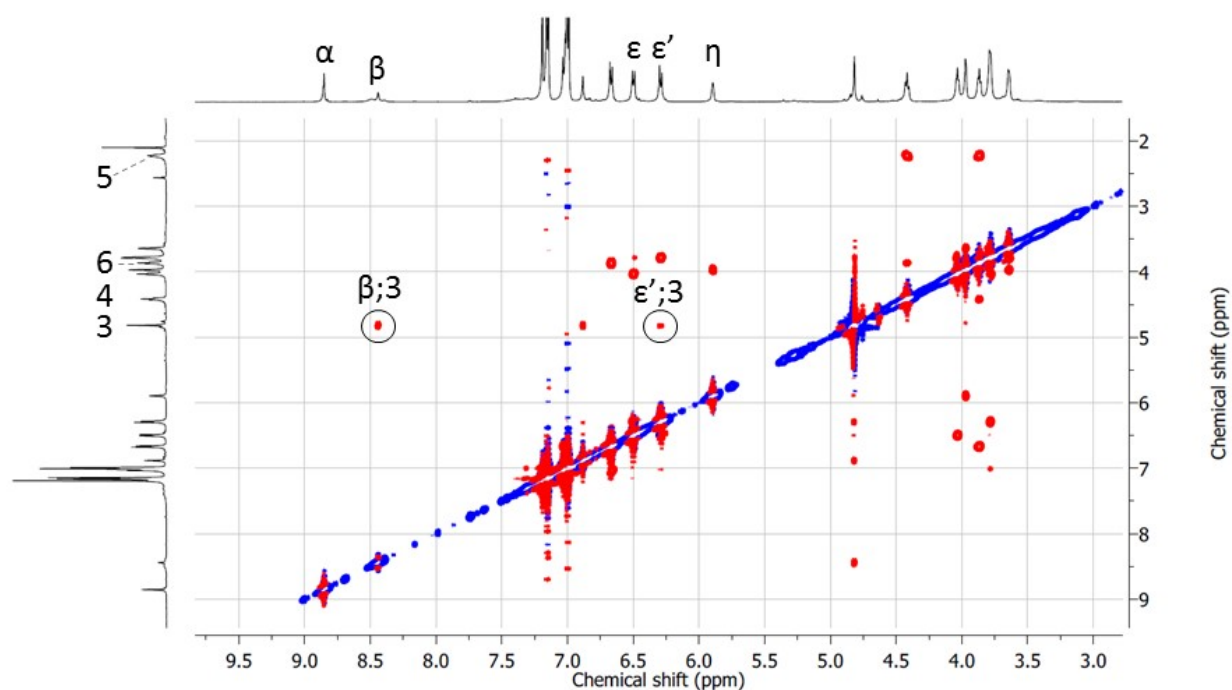 α
β
ε
ε’
η
5
6
4
3
β;3
ε’;3
2
3
4
5
6
7
8
9
Chemical shift (ppm)
9.5 9.0 8.5 8.0 7.5 7.0 6.5 6.0 5.5 5.0 4.5 4.0 3.5 3.0
Chemical shift (ppm)